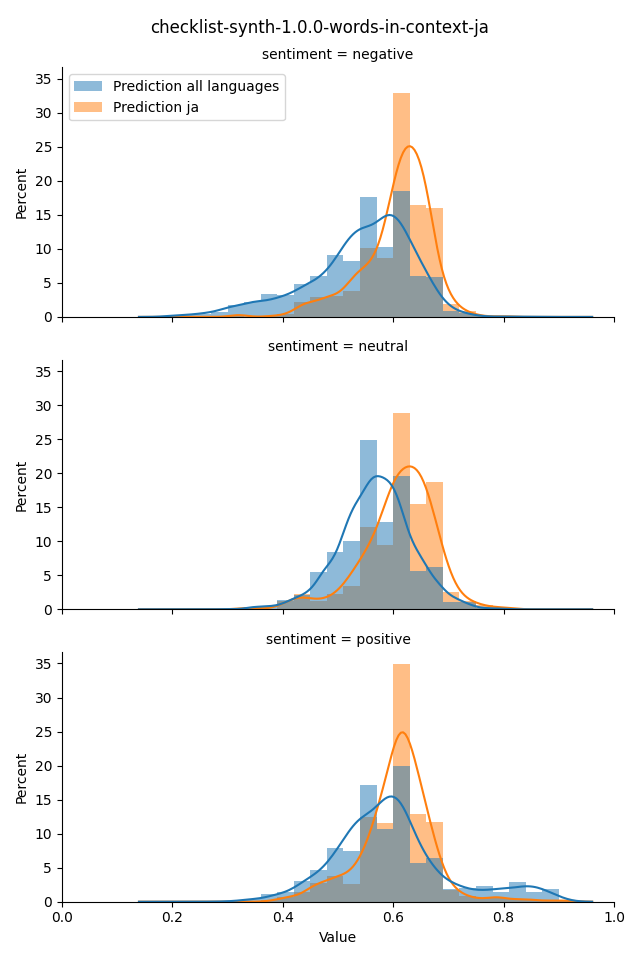 checklist-synth-1.0.0-words-in-context-ja
sentiment = negative
Prediction all languages
Prediction ja
Percent
35
30
25
20
15
10
5
0
sentiment = neutral
Percent
35
30
25
20
15
10
5
0
sentiment = positive
Percent
35
30
25
20
15
10
5
0
0.0 0.2 0.4 0.6 0.8 1.0
Value